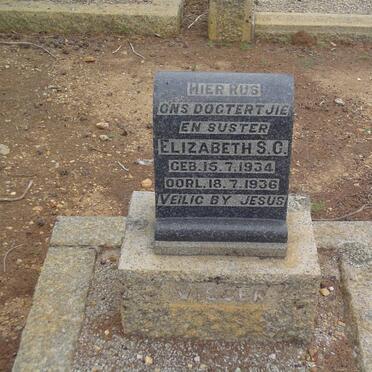 HIER RUS
ONS DOGTERTJIE
EN SUSTER
ELIZABETH S.C.
GEB. 15.7.1934
OORL. 18.7.1936
VEILIG BY JESUS